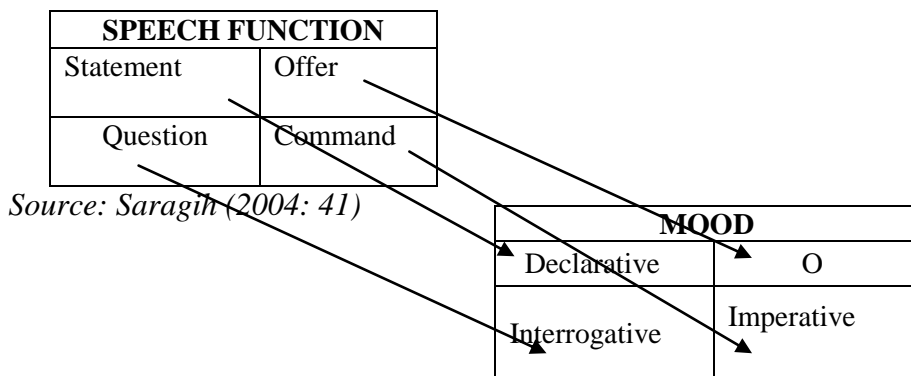 SPEECH FUNCTION
Statement Offer
Question Command
Source: Saragih (2004: 41)
MOOD
Declarative O
Interrogative Imperative